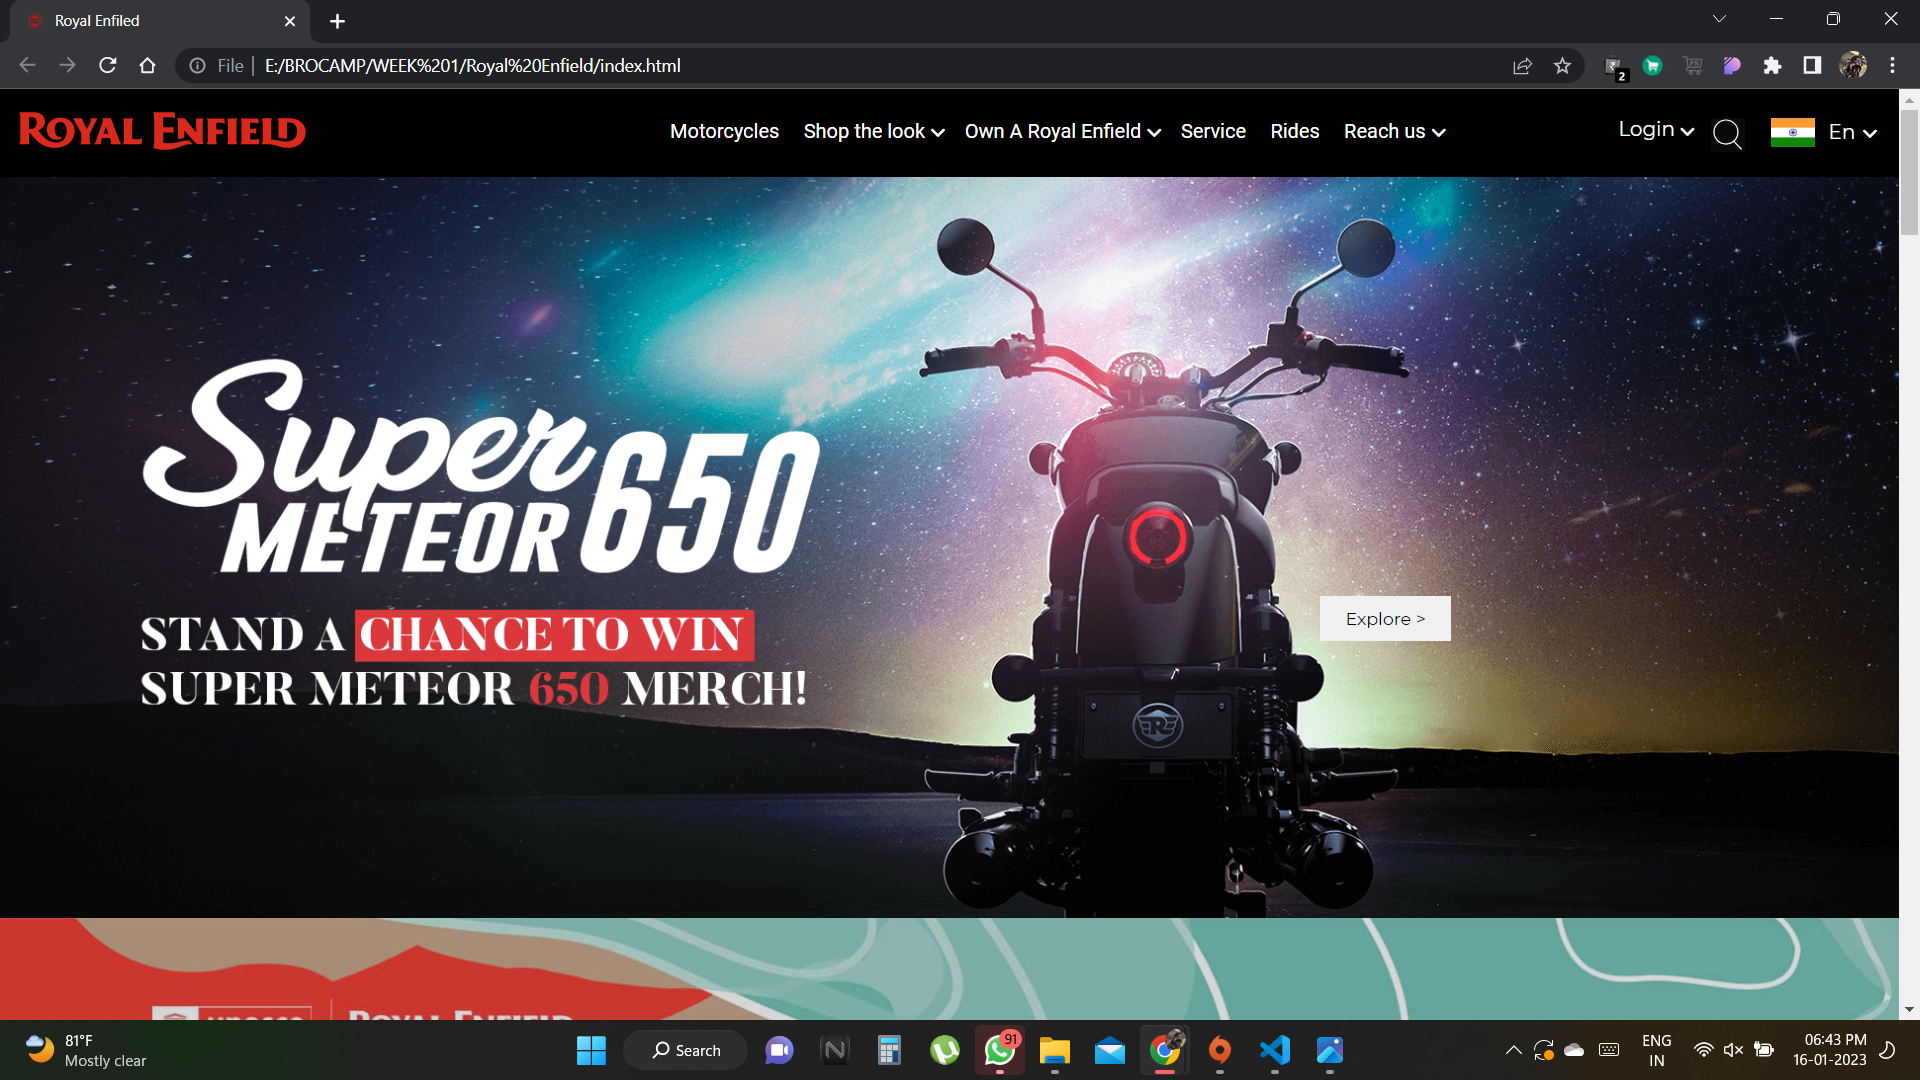 Royal Enfiled
File
E:/BROCAMP/WEEK%201/Royal%20Enfield/index.html
2
ROYAL ENFIELD
Motorcycles Shop the look Own A Royal Enfield Service Rides Reach us
Login
En
Super
METEOR 650
STAND A CHANCE TO WIN
SUPER METEOR 650 MERCH!
R
Explore >
ROYAL ENFIELD
81°F
Mostly clear
Search
91
ENG
IN
06:43 PM
16-01-2023